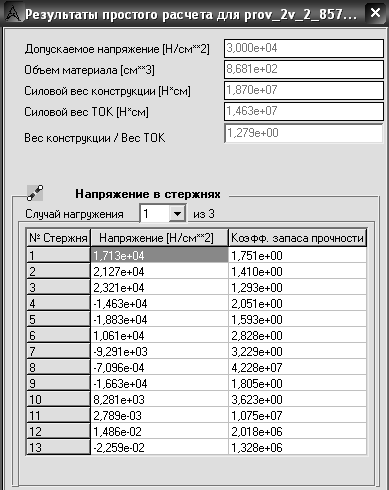 Результаты простого расчета для prov_2v_2_857...
Допускаемое напряжение [Н/см**2] 3,000e+04
Объем материала [см**3] 8,681e+02
Силовой вес конструкции [Н*см] 1,870e+07
Силовой вес ТОК [Н*см] 1,463e+07
Вес конструкции / Вес ТОК 1,279e+00
Напряжение в стержнях
Случай нагружения 1 из 3
№ Стержня Напряжение [Н/см**2] Коэфф. запаса прочности
1 1,713e+04 1,751e+00
2 2,127e+04 1,410e+00
3 2,321e+04 1,293e+00
4 -1,463e+04 2,051e+00
5 -1,883e+04 1,593e+00
6 1,061e+04 2,828e+00
7 -9,291e+03 3,229e+00
8 -7,096e-04 4,228e+07
9 -1,663e+04 1,805e+00
10 8,281e+03 3,623e+00
11 2,789e-03 1,075e+07
12 1,486e-02 2,018e+06
13 -2,259e-02 1,328e+06